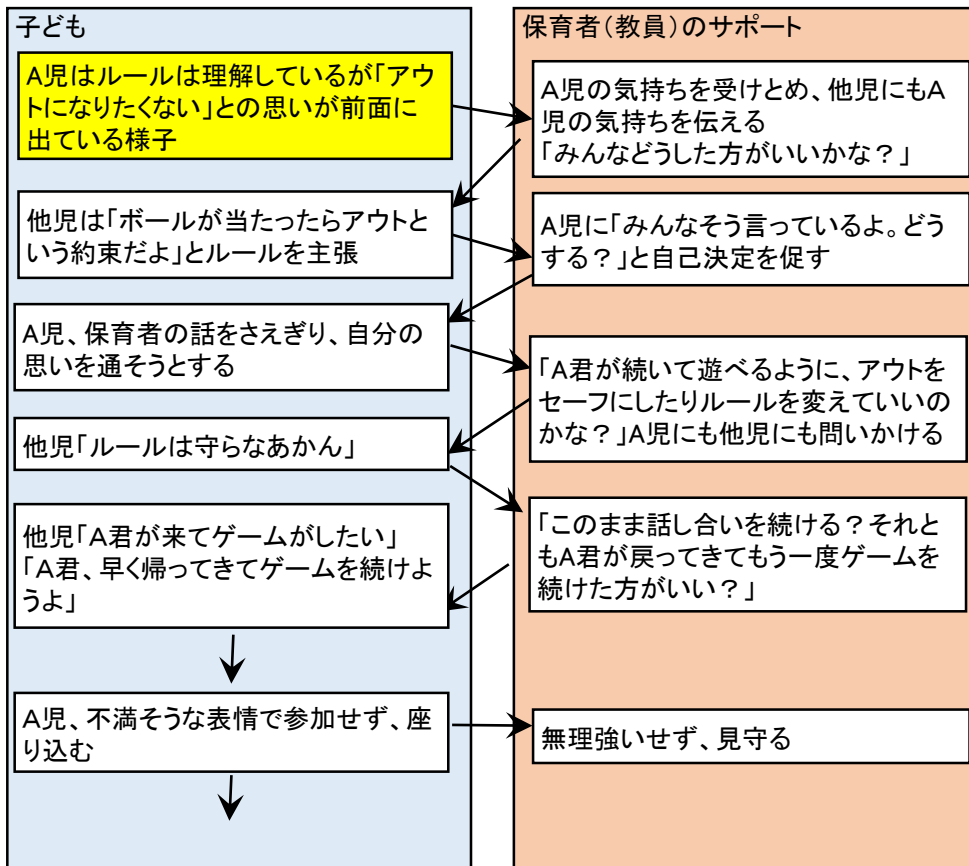 子ども
保育者(教員)のサポート
A児はルールは理解しているが「アウ
トになりたくない」との思いが前面に
出ている様子
A児の気持ちを受けとめ、他児にもA
児の気持ちを伝える
「みんなどうした方がいいかな?」
他児は「ボールが当たったらアウトと
いう約束だよ」とルールを主張
A児に「みんなそう言っているよ。どう
する?」と自己決定を促す
A児、保育者の話をさえぎり、自分の
思いを通そうとする
「A君が続いて遊べるように、アウトを
セーフにしたりルールを変えていいの
かな?」A児にも他児にも問いかける
他児「ルールは守らなあかん」
「このまま話し合いを続ける?それと
もA君が戻ってきてもう一度ゲームを
続けた方がいい?」
他児「A君が来てゲームがしたい」
「A君、早く帰ってきてゲームを続けよ
うよ」
A児、不満そうな表情で参加せず、座
り込む
無理強いせず、見守る